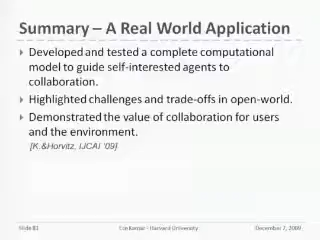 Summary – A Real World Application
Developed and tested a complete computational
model to guide self-interested agents to
collaboration.
Highlighted challenges and trade-offs in open-world.
Demonstrated the value of collaboration for users
and the environment.
[K.&Horvitz, IJCAI '09]
Slide 81 Ece Kamar - Harvard University December 2, 2009